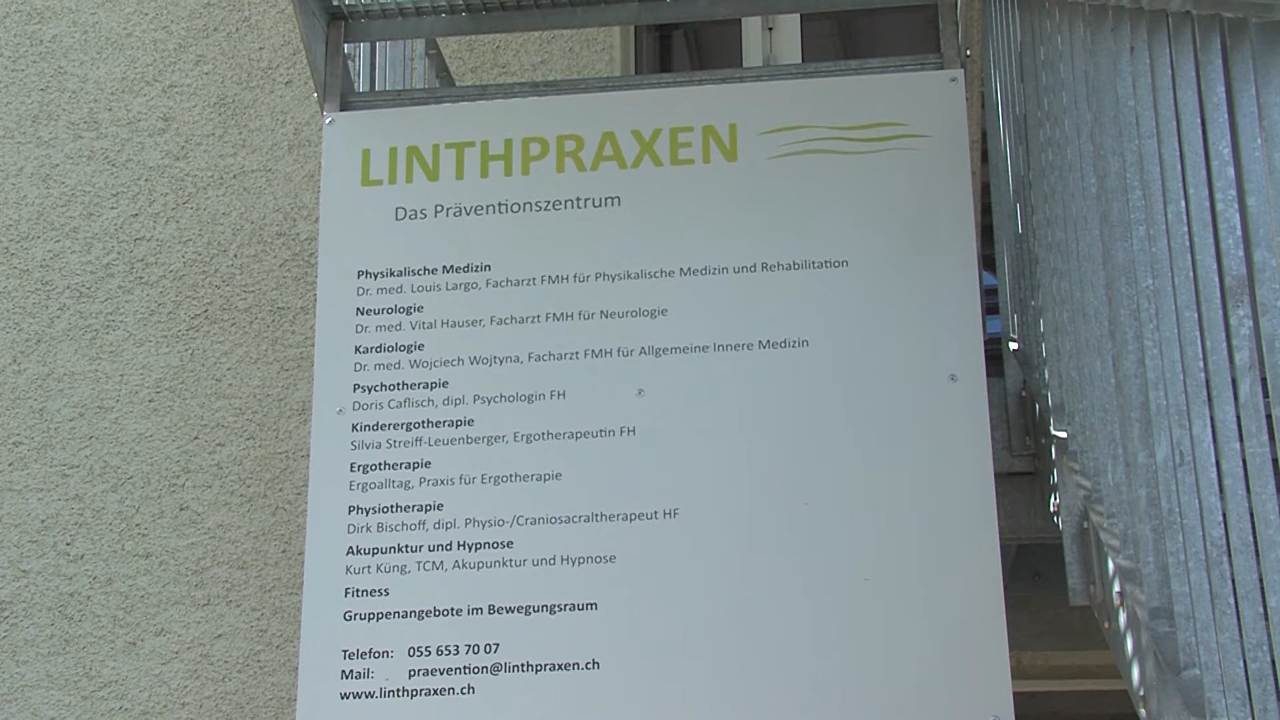 LINTHPRAXEN
Das Präventionszentrum
Physikalische Medizin
Dr. med. Louis Largo, Facharzt FMH für Physikalische Medizin und Rehabilitation
Neurologie
Dr. med. Vital Hauser, Facharzt FMH für Neurologie
Kardiologie
Dr. med. Wojciech Wojtyna, Facharzt FMH für Allgemeine Innere Medizin
Psychotherapie
Doris Caflisch, dipl. Psychologin FH
Kinderergotherapie
Silvia Streiff-Leuenberger, Ergotherapeutin FH
Ergotherapie
Ergoalltag, Praxis für Ergotherapie
Physiotherapie
Dirk Bischoff, dipl. Physio-/Craniosacraltherapeut HF
Akupunktur und Hypnose
Kurt Küng, TCM, Akupunktur und Hypnose
Fitness
Gruppenangebote im Bewegungsraum
Telefon: 055 653 70 07
Mail: praevention@linthpraxen.ch
www.linthpraxen.ch